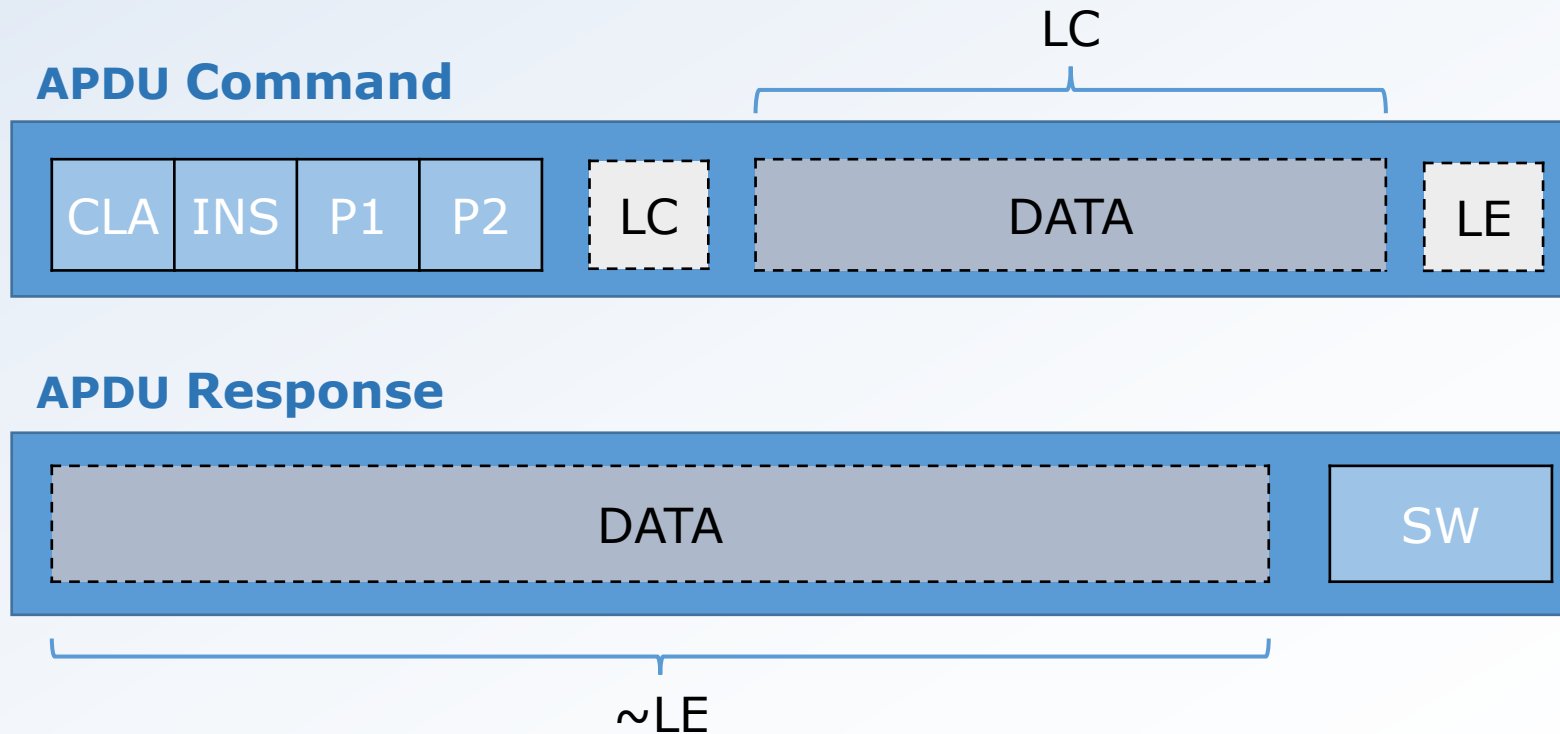 LC
APDU Command
CLA INS P1 P2 LC DATA LE
APDU Response
DATA SW
~LE